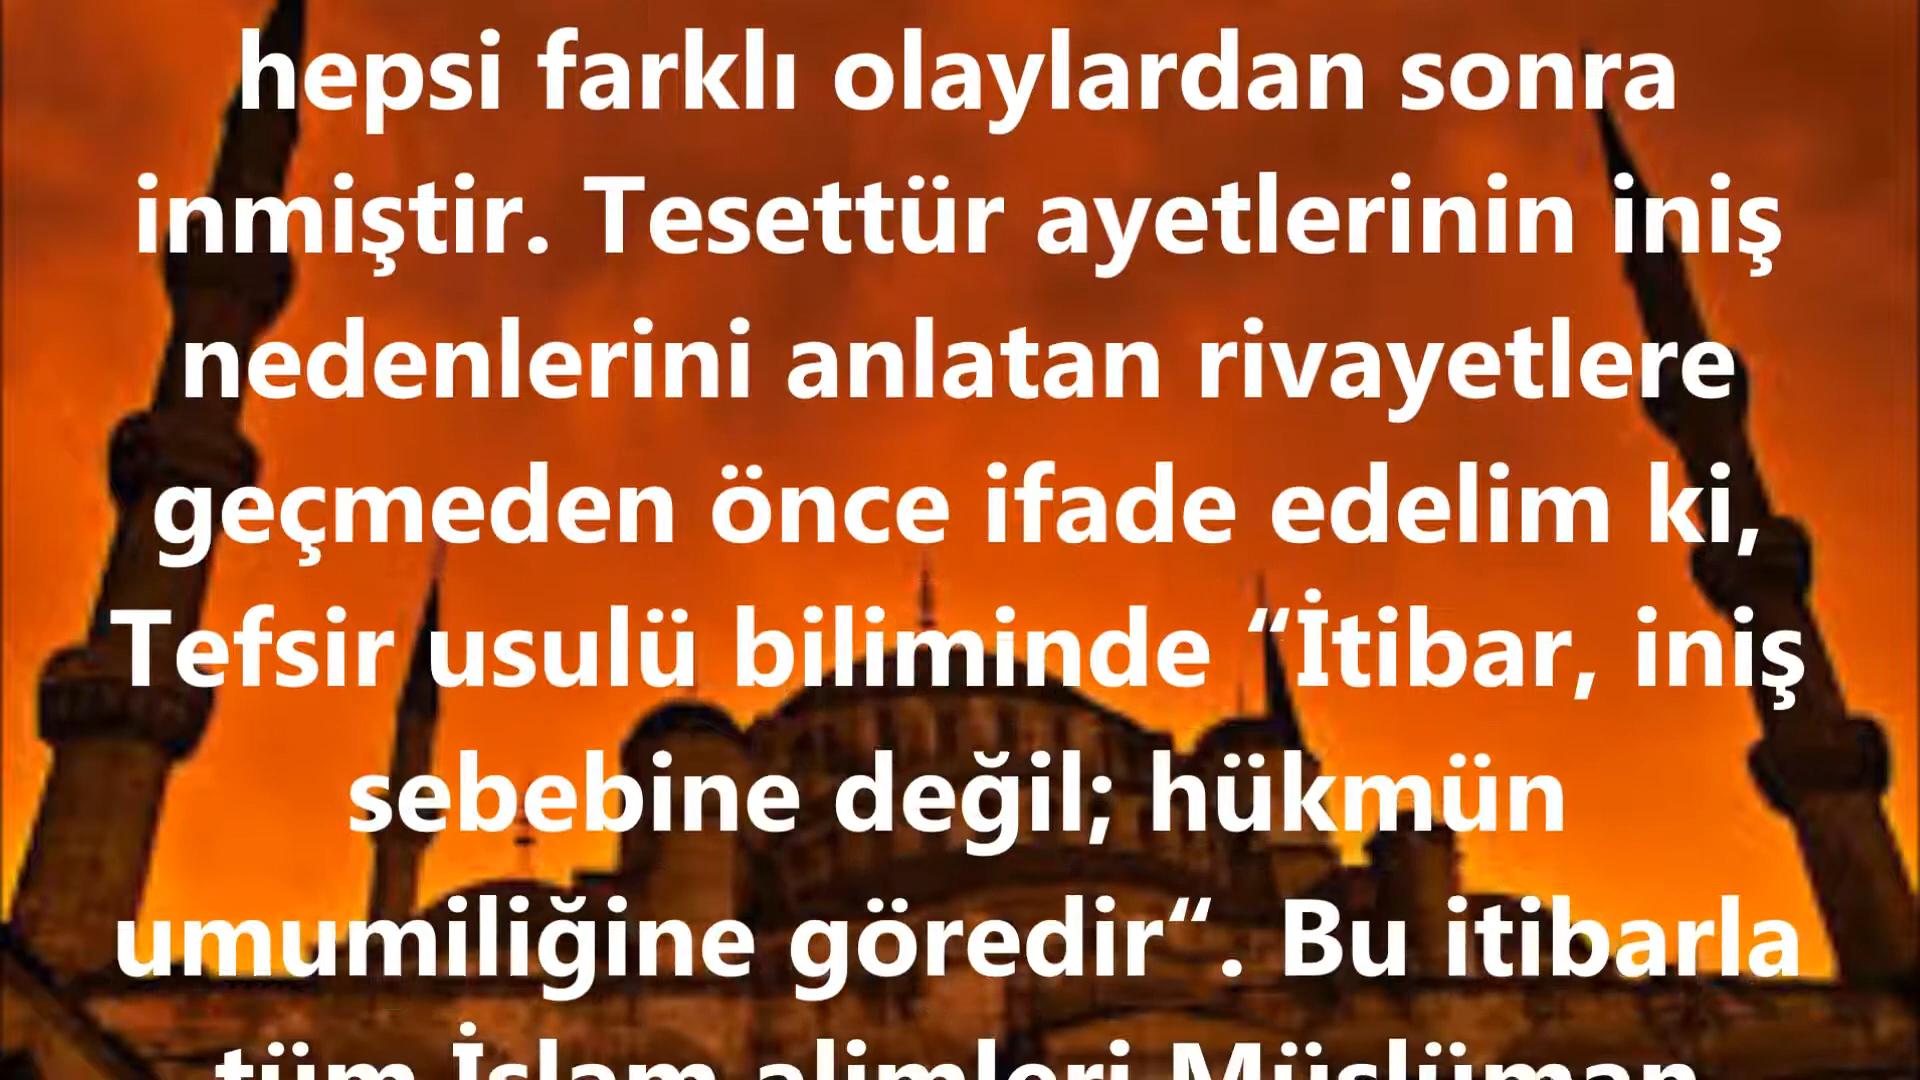 hepsi farklı olaylardan sonra
inmiştir. Tesettür ayetlerinin iniş
nedenlerini anlatan rivayetlere
geçmeden önce ifade edelim ki,
Tefsir usulü biliminde “İtibar, iniş
sebebine değil; hükmün
umumiliğine göredir“. Bu itibarla
tüm İslam alimleri Müslüman